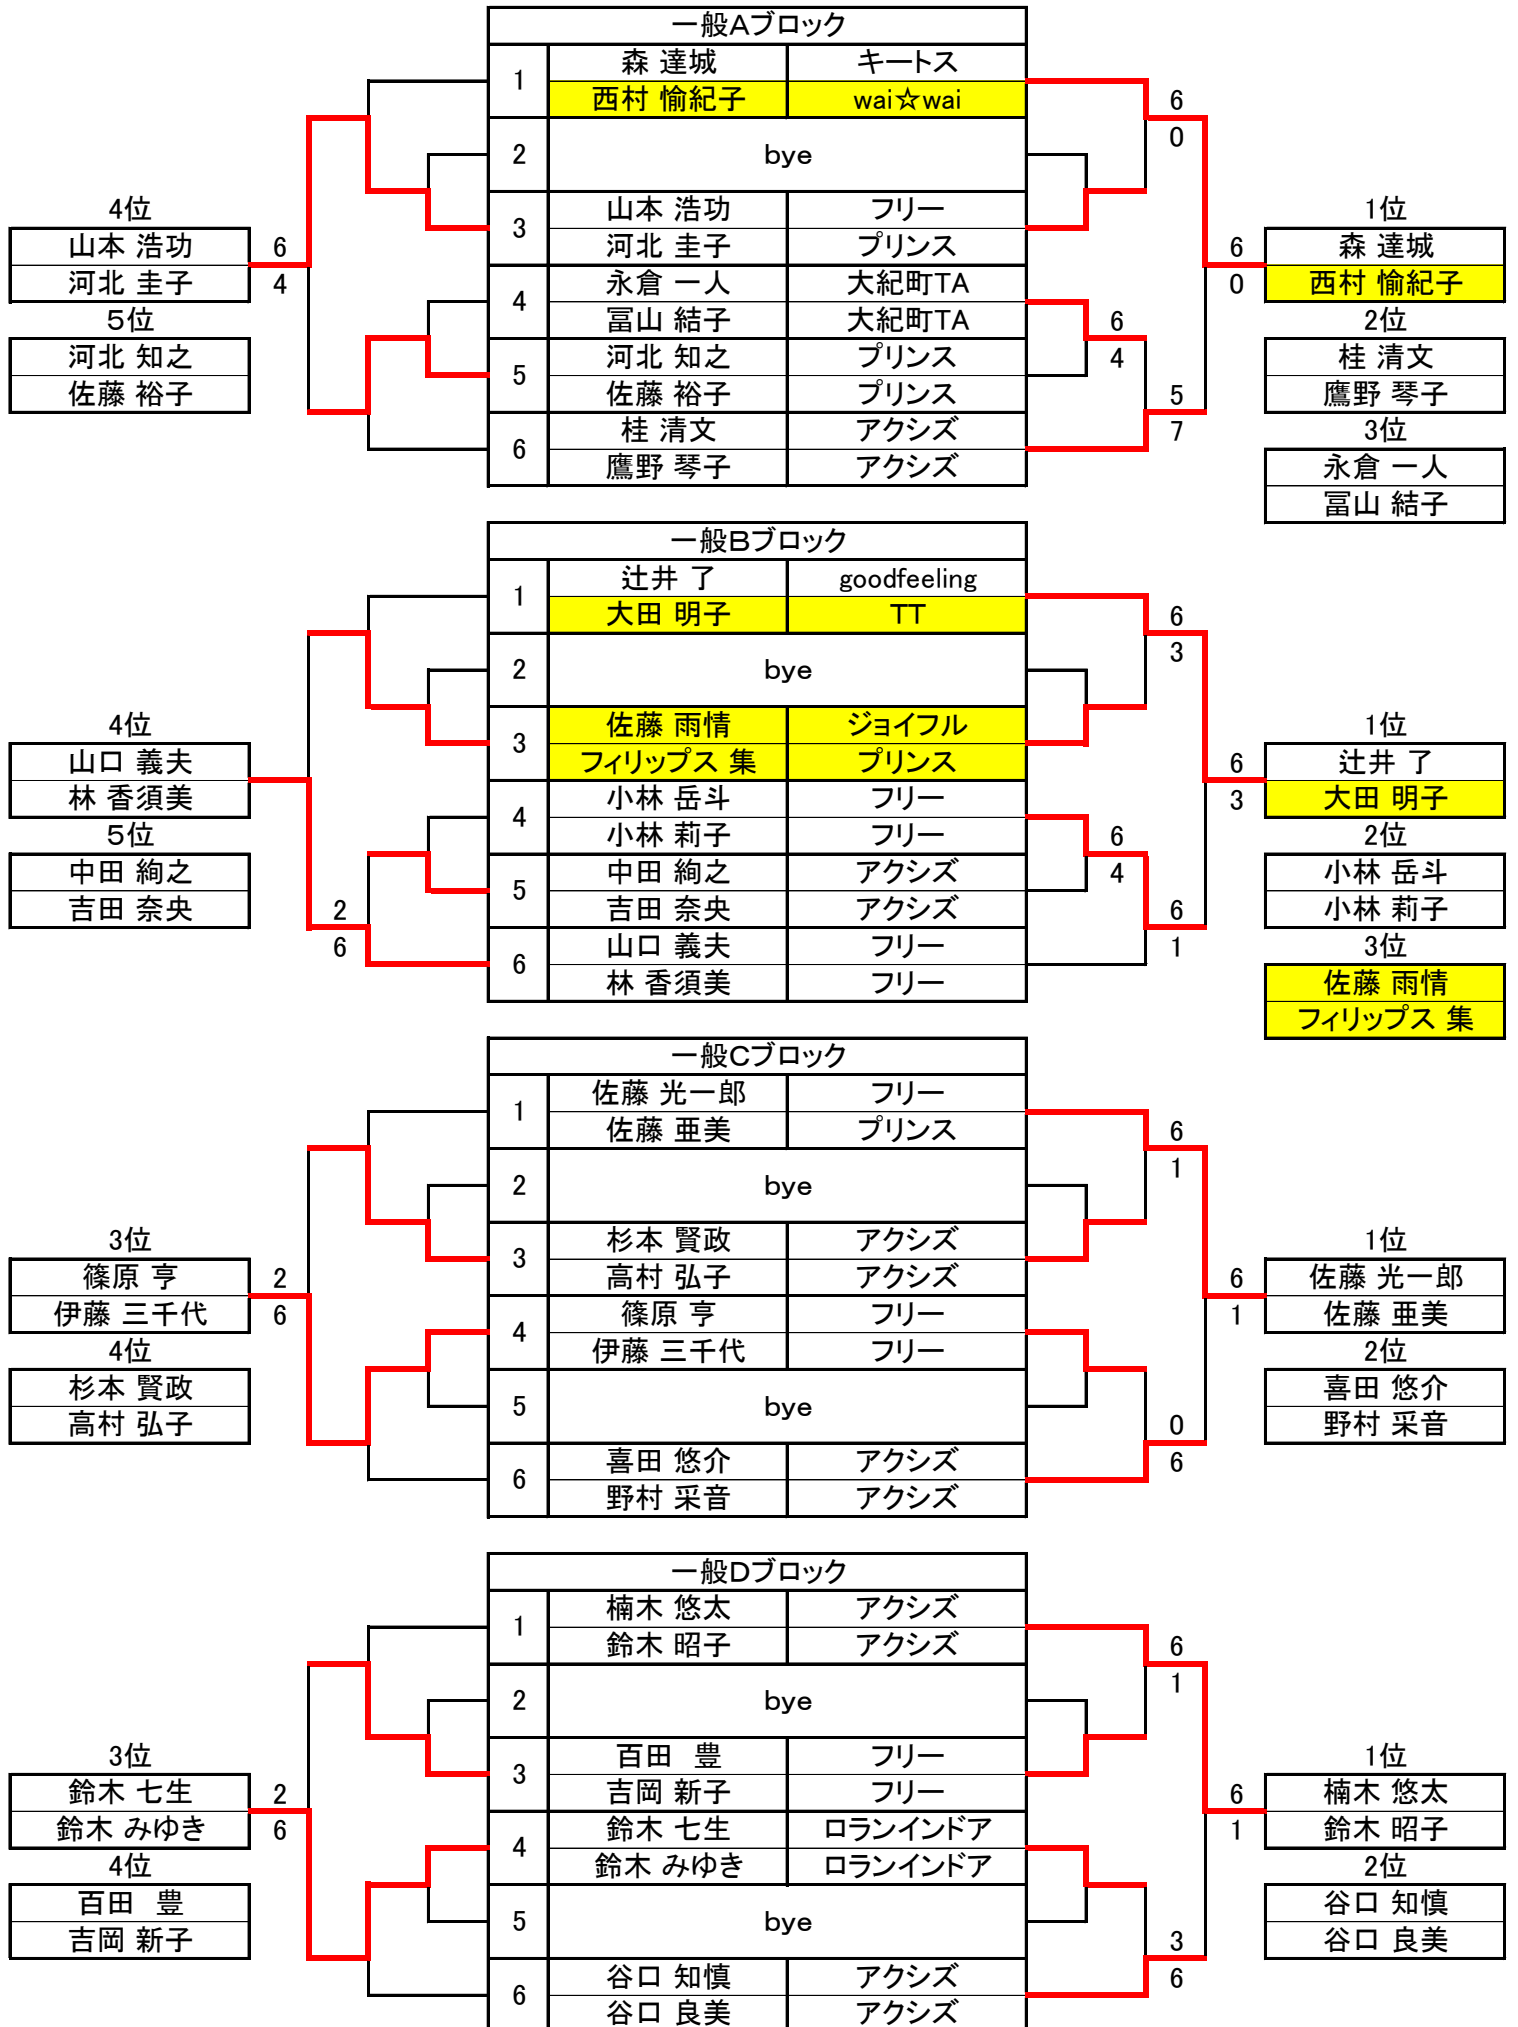 一般Aブロック
1 森 達城 キートス
西村 愉紀子 wai☆wai
6
0
2 bye
3 山本 浩功 フリー
河北 圭子 プリンス
4 永倉 一人 大紀町TA
冨山 結子 大紀町TA
6
4
5 河北 知之 プリンス
佐藤 裕子 プリンス
5
7
6 桂 清文 アクシズ
鷹野 琴子 アクシズ
4位
山本 浩功 6
河北 圭子 4
5位
河北 知之
佐藤 裕子
1位
6 森 達城
0 西村 愉紀子
2位
桂 清文
鷹野 琴子
3位
永倉 一人
冨山 結子
一般Bブロック
1 辻井 了 goodfeeling
大田 明子 TT
6
3
2 bye
3 佐藤 雨情 ジョイフル
フィリップス 集 プリンス
4 小林 岳斗 フリー
小林 莉子 フリー
6
4
5 中田 絢之 アクシズ
吉田 奈央 アクシズ
6
1
6 山口 義夫 フリー
林 香須美 フリー
4位
山口 義夫
林 香須美
5位
中田 絢之
吉田 奈央
2
6
1位
6 辻井 了
3 大田 明子
2位
小林 岳斗
小林 莉子
3位
佐藤 雨情
フィリップス 集
一般Cブロック
1 佐藤 光一郎 フリー
佐藤 亜美 プリンス
6
1
2 bye
3 杉本 賢政 アクシズ
高村 弘子 アクシズ
4 篠原 亨 フリー
伊藤 三千代 フリー
5 bye
0
6
6 喜田 悠介 アクシズ
野村 采音 アクシズ
3位
篠原 亨 2
伊藤 三千代 6
4位
杉本 賢政
高村 弘子
1位
6 佐藤 光一郎
1 佐藤 亜美
2位
喜田 悠介
野村 采音
一般Dブロック
1 楠木 悠太 アクシズ
鈴木 昭子 アクシズ
6
1
2 bye
3 百田 豊 フリー
吉岡 新子 フリー
4 鈴木 七生 ロランインドア
鈴木 みゆき ロランインドア
5 bye
3
6
6 谷口 知慎 アクシズ
谷口 良美 アクシズ
3位
鈴木 七生 2
鈴木 みゆき 6
4位
百田 豊
吉岡 新子
1位
6 楠木 悠太
1 鈴木 昭子
2位
谷口 知慎
谷口 良美